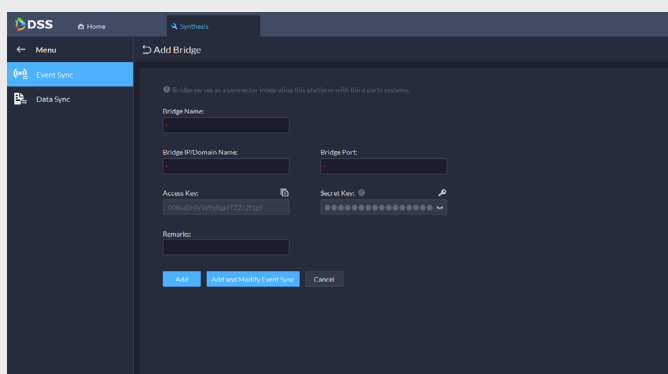 DSS
Home
Synthesis
Menu
Add Bridge
Event Sync
Data Sync
Bridge serves as a connector integrating this platform with third party systems.
Bridge Name:
Bridge IP/Domain Name:
Bridge Port:
Access Key:
Secret Key:
Remarks:
Add
Add and Modify Event Sync
Cancel